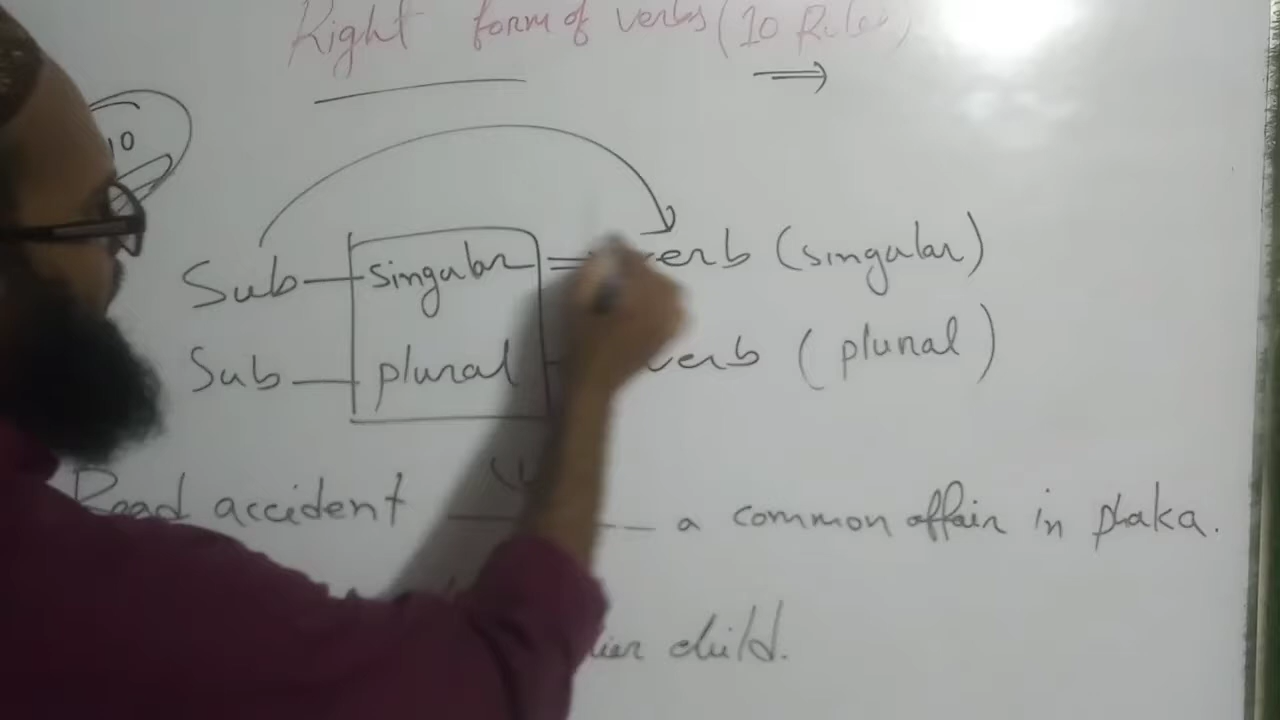 Right form of verbs (10 Rules)
10
Sub singular verb (singular)
Sub plural verb (plural)
Road accident a common affair in Dhaka.
her child.